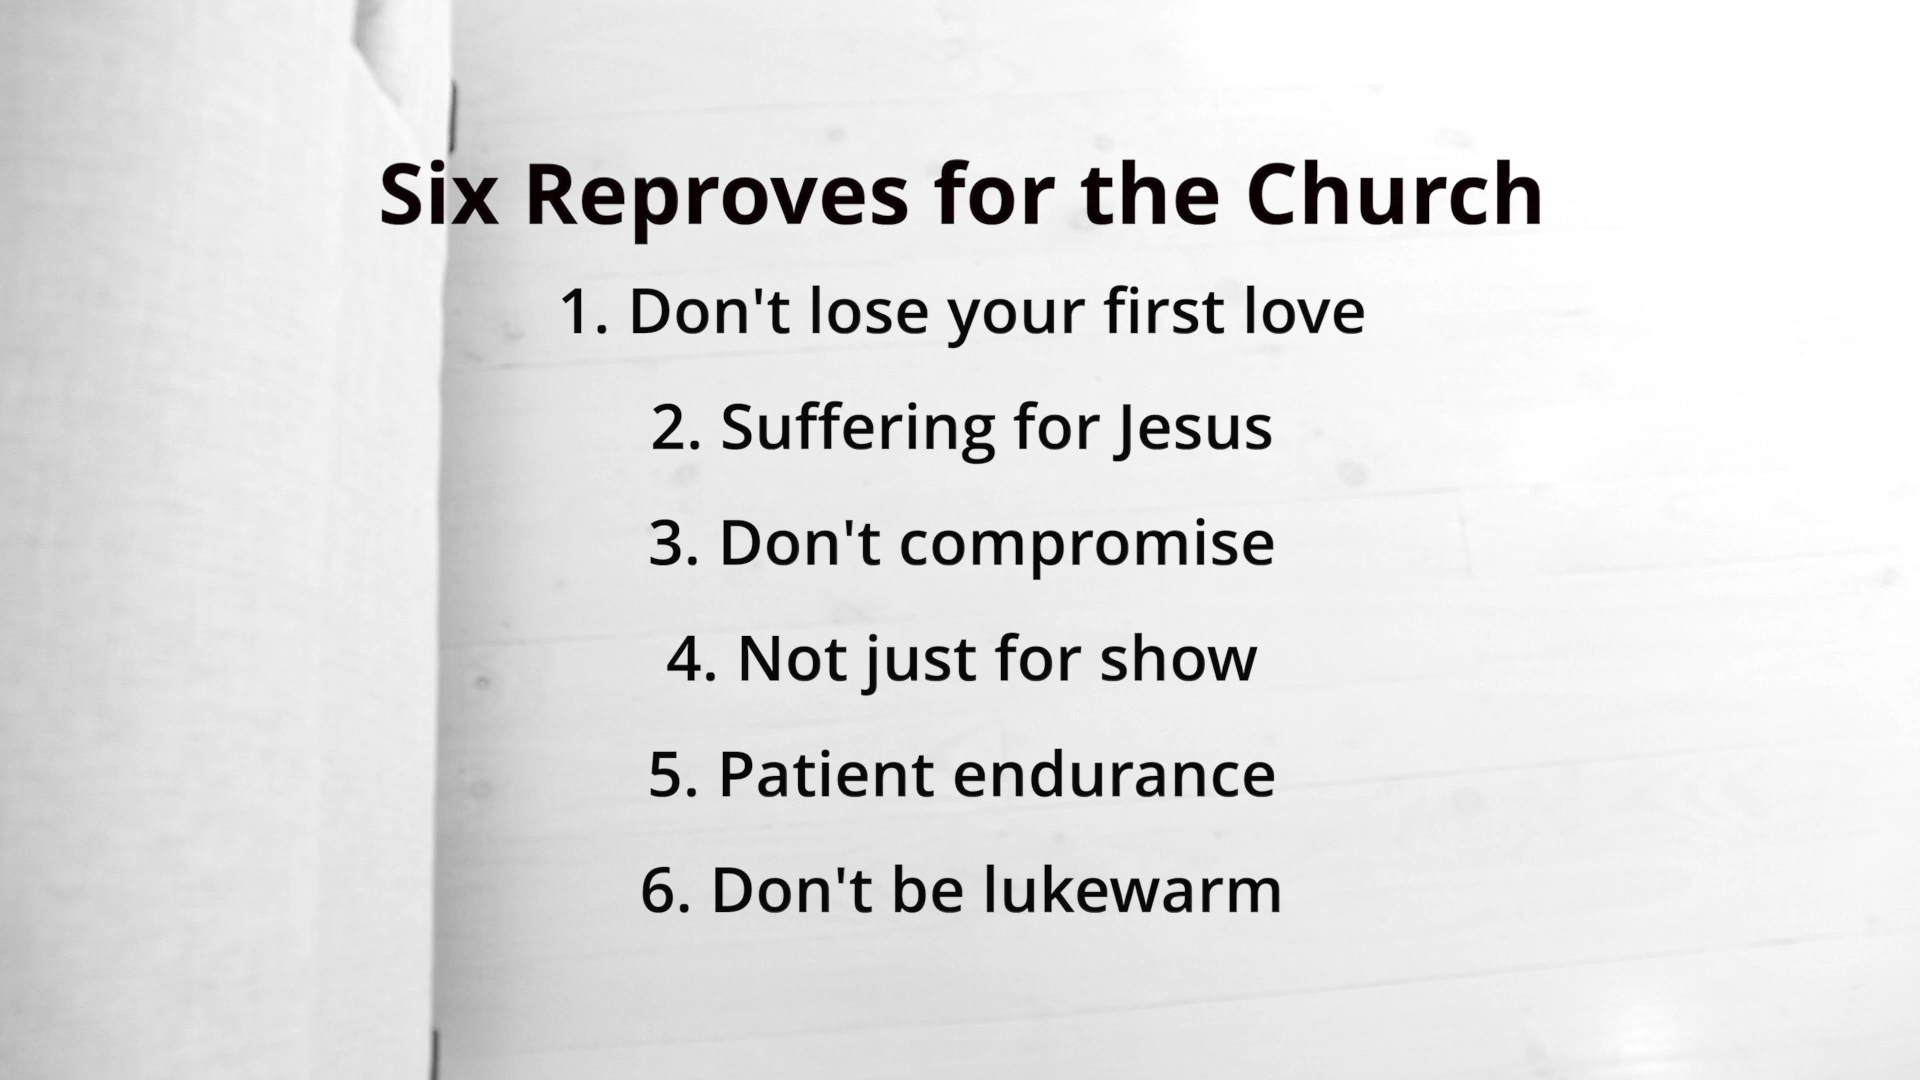 Six Reproves for the Church
1. Don't lose your first love
2. Suffering for Jesus
3. Don't compromise
4. Not just for show
5. Patient endurance
6. Don't be lukewarm